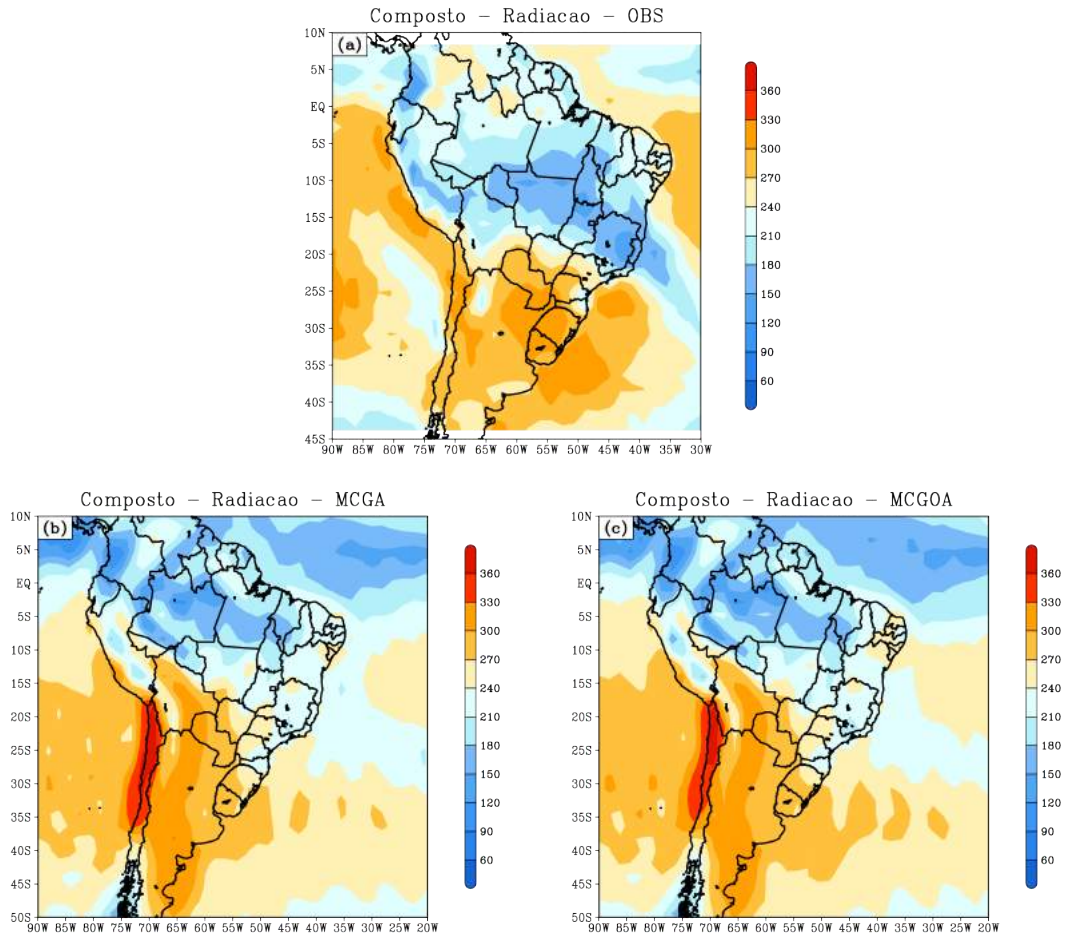 Composto – Radiacao – OBS
(a)
10N
5N
EQ
5S
10S
15S
20S
25S
30S
35S
40S
45S
90W 85W 80W 75W 70W 65W 60W 55W 50W 45W 40W 35W 30W
360
330
300
270
240
210
180
150
120
90
60
Composto – Radiacao – MCGA
(b)
10N
5N
EQ
5S
10S
15S
20S
25S
30S
35S
40S
45S
50S
90W 85W 80W 75W 70W 65W 60W 55W 50W 45W 40W 35W 30W 25W 20W
360
330
300
270
240
210
180
150
120
90
60
Composto – Radiacao – MCGOA
(c)
10N
5N
EQ
5S
10S
15S
20S
25S
30S
35S
40S
45S
50S
90W 85W 80W 75W 70W 65W 60W 55W 50W 45W 40W 35W 30W 25W 20W
360
330
300
270
240
210
180
150
120
90
60